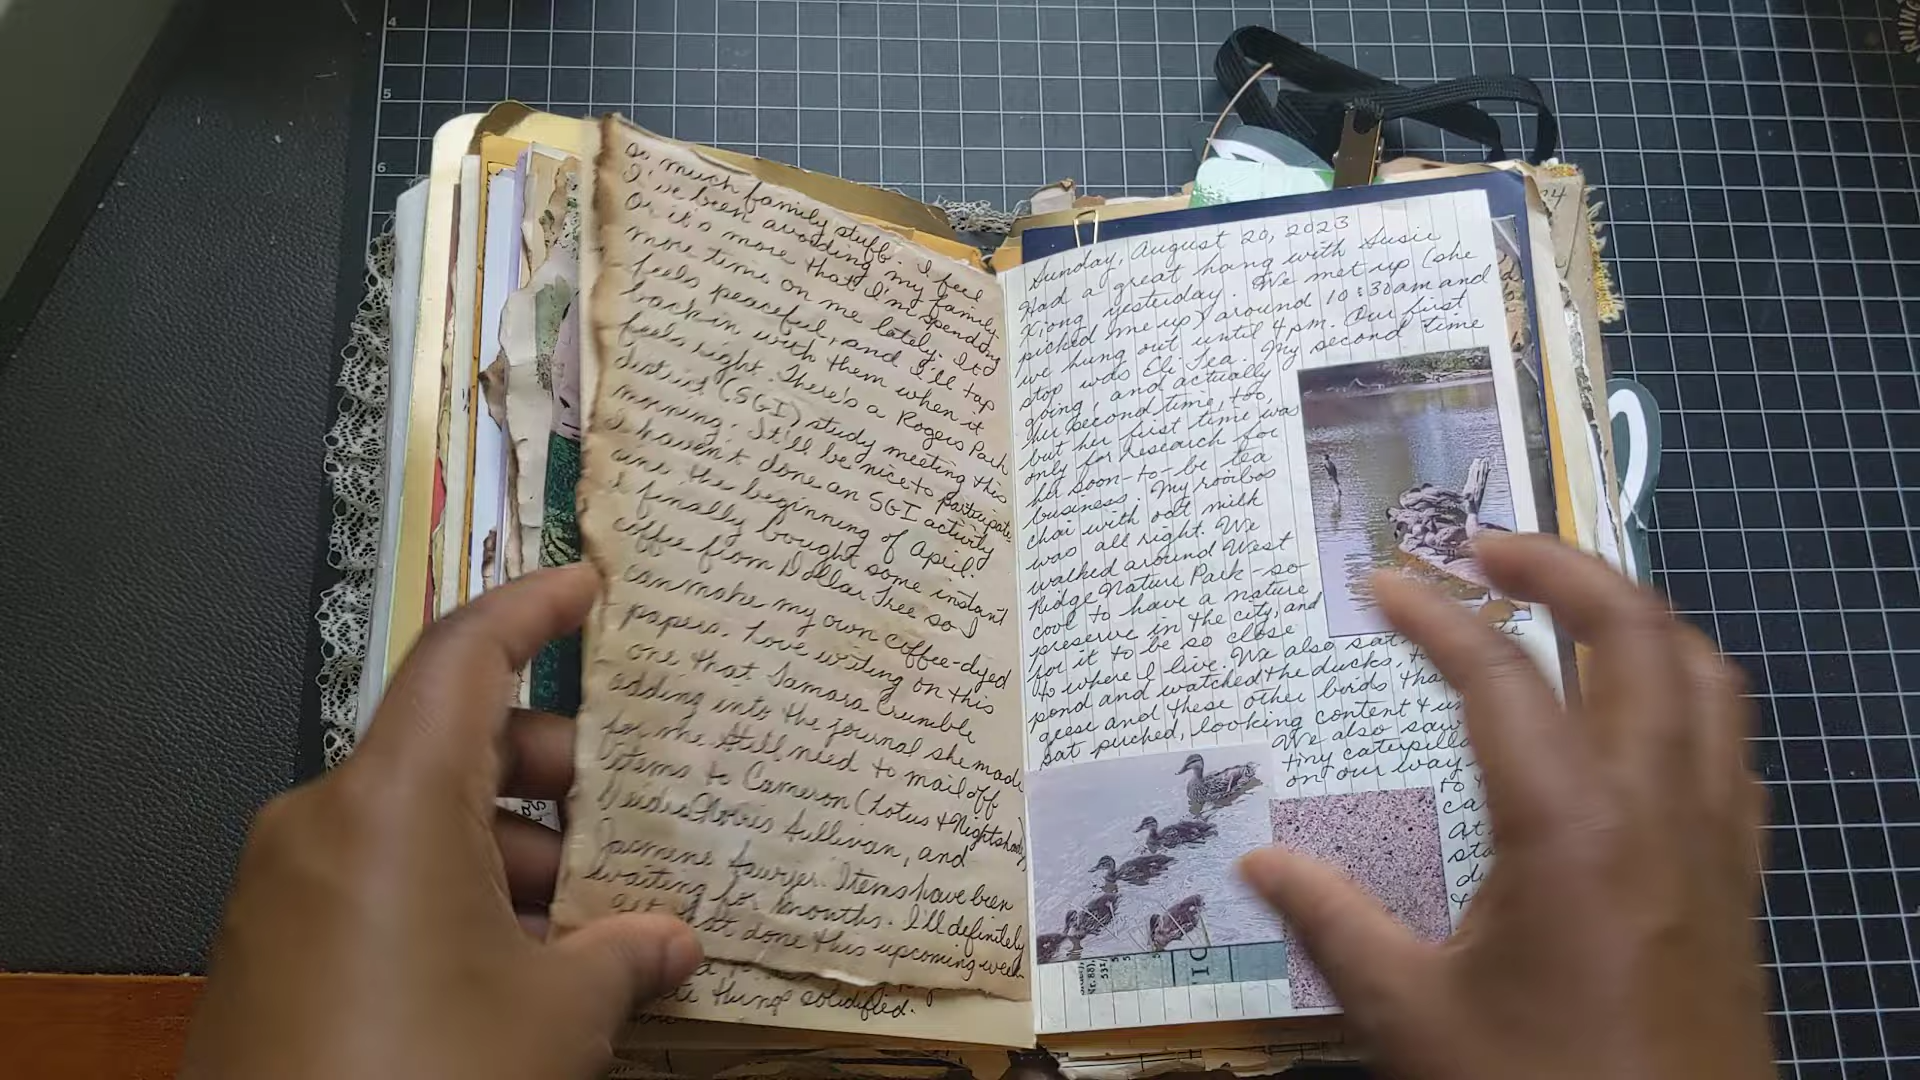 as much family stuff. I feel
I've been avoiding my family.
Or it's more that I'm spending
more time on me lately. It
feels peaceful, and I'll tap
back in with them when it
feels right. There's a Rogers Park
district (SGI) study meeting this
morning. It'll be nice to participate
I haven't done an SGI activity
since the beginning of April.
I finally bought some instant
coffee from Dollar Tree so I
can make my own coffee-dyed
papers. Love writing on this
one that Samara Crumble
adding into the journal she made
for me. Still need to mail off
items to Cameron (Lotus & Nightshade),
Sullivan, and
Jasmine Sawyer. Items have been
waiting for months. I'll definitely
get that done this upcoming week
things solidified.
Sunday, August 20, 2023
Had a great hang with Susie
Xiong yesterday. We met up (she
picked me up) around 10:30am and
we hung out until 4pm. Our first
stop was Eli Tea. My second time
going, and actually
her second time, too,
but her first time was
only for research for
her soon-to-be tea
business. My rooibos
chai with oat milk
was all right. We
walked around West
Ridge Nature Park - so
cool to have a nature
preserve in the city, and
for it to be so close
to where I live. We also sat
pond and watched the ducks,
geese and these other birds that
sat perched, looking content &
We also saw
tiny caterpillar
on our way
to
At
4
5
6